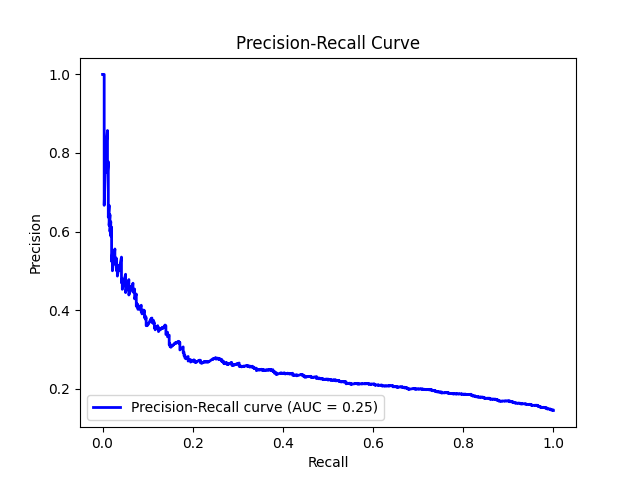 Precision-Recall Curve
1.0
0.8
0.6
0.4
0.2
Precision
Precision-Recall curve (AUC = 0.25)
0.0 0.2 0.4 0.6 0.8 1.0
Recall